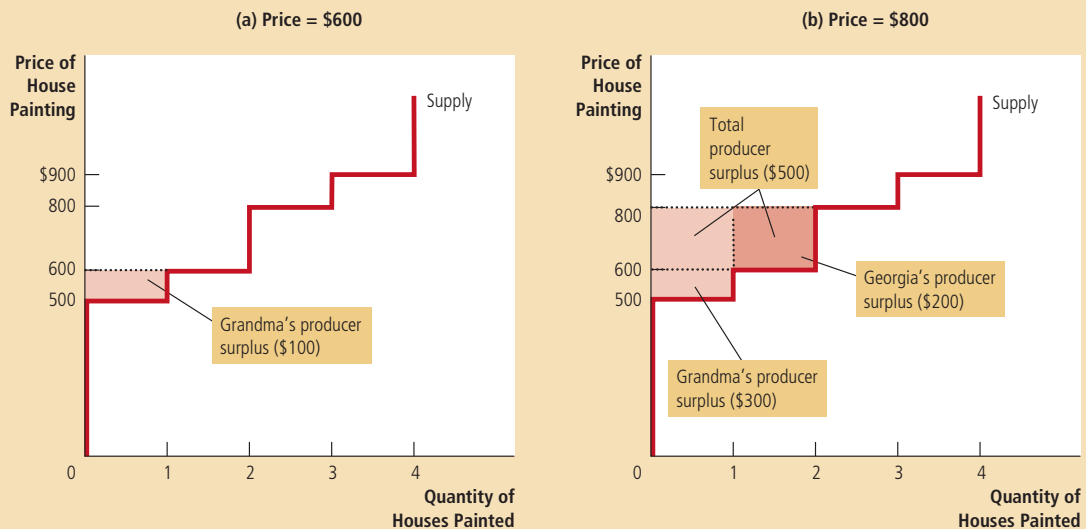 (a) Price = $600
Price of
House
Painting
Supply
$900
800
600
500
Grandma's producer
surplus ($100)
0
1
2
3
4
Quantity of
Houses Painted
(b) Price = $800
Price of
House
Painting
Supply
Total
producer
surplus ($500)
$900
800
600
500
Georgia's producer
surplus ($200)
Grandma's producer
surplus ($300)
0
1
2
3
4
Quantity of
Houses Painted